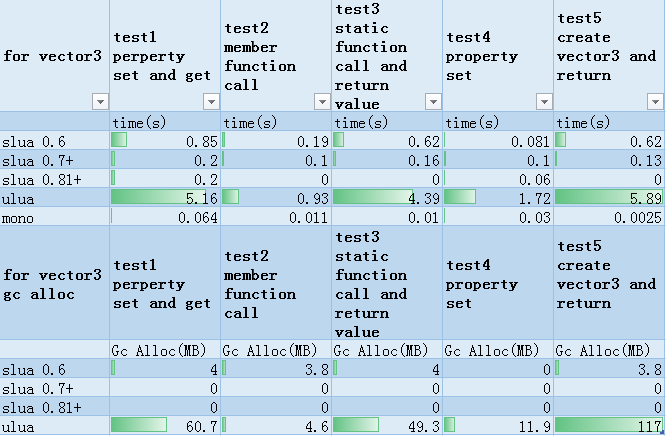 for vector3 test1 perperty set and get test2 member function call test3 static function call and return value test4 property set test5 create vector3 and return
time(s) time(s) time(s) time(s) time(s)
slua 0.6 0.85 0.19 0.62 0.081 0.62
slua 0.7+ 0.2 0.1 0.16 0.1 0.13
slua 0.81+ 0.2 0 0 0.06 0
ulua 5.16 0.93 4.39 1.72 5.89
mono 0.064 0.011 0.01 0.03 0.0025
for vector3 gc alloc test1 perperty set and get test2 member function call test3 static function call and return value test4 property set test5 create vector3 and return
Gc Alloc(MB) Gc Alloc(MB) Gc Alloc(MB) Gc Alloc(MB) Gc Alloc(MB)
slua 0.6 4 3.8 4 0 3.8
slua 0.7+ 0 0 0 0 0
slua 0.81+ 0 0 0 0 0
ulua 60.7 4.6 49.3 11.9 117